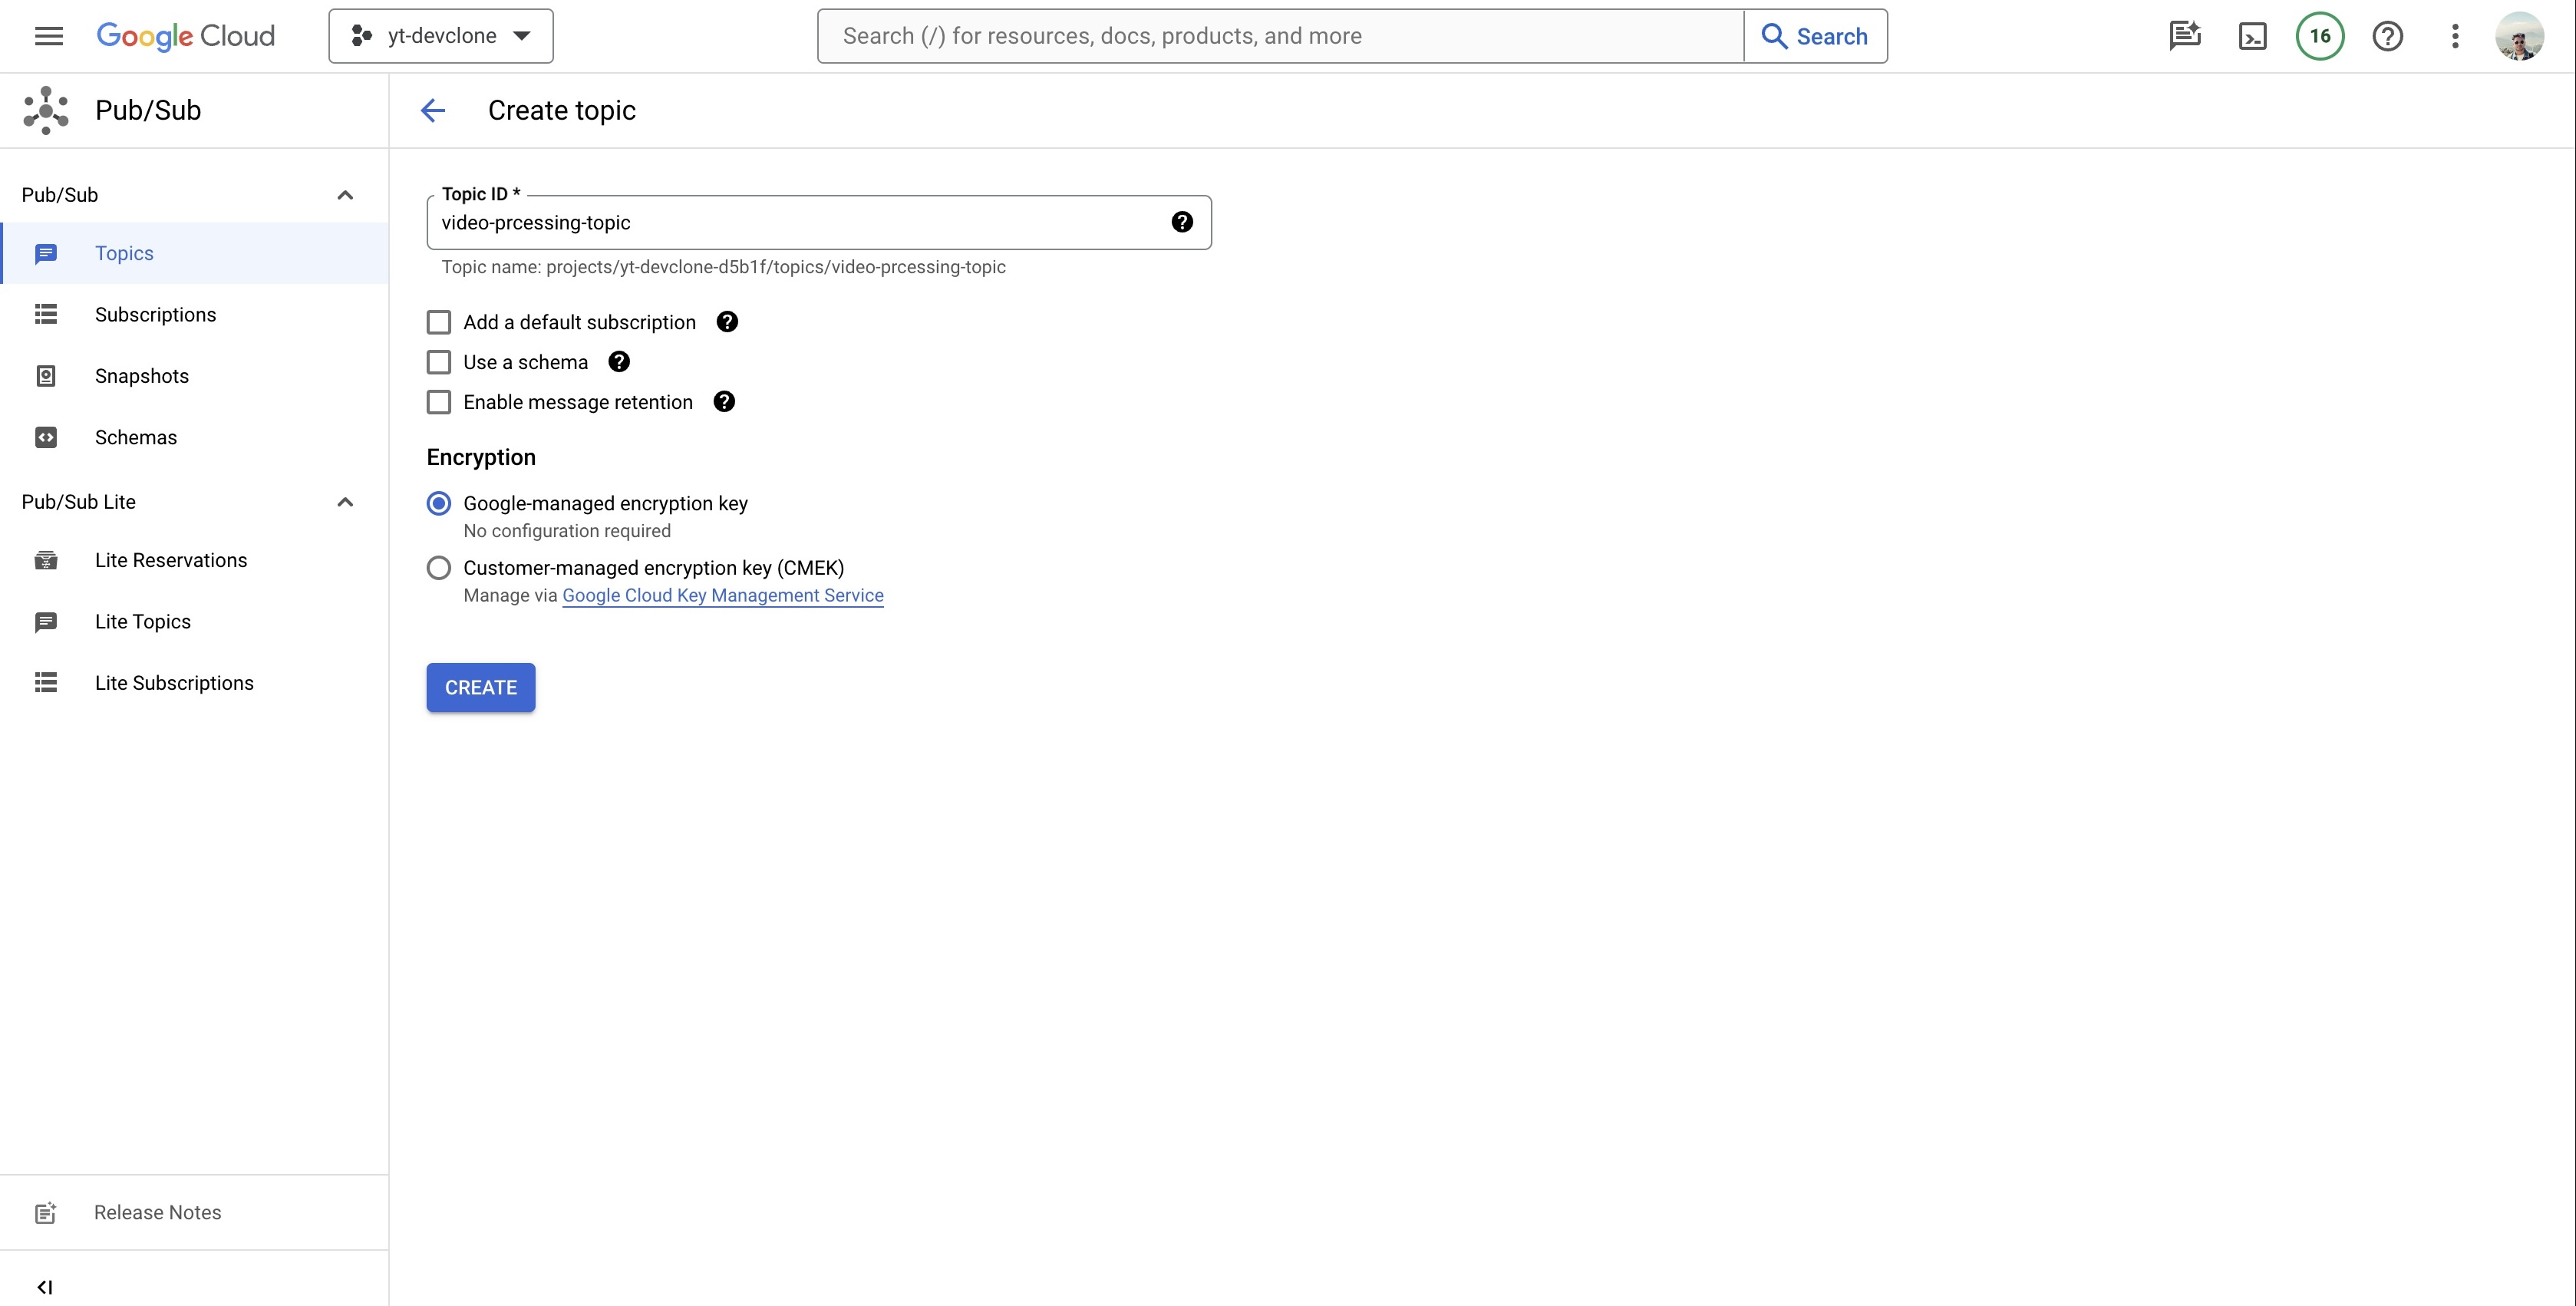 Google Cloud
yt-devclone
Search (/) for resources, docs, products, and more
Search
16
Pub/Sub
Create topic
Pub/Sub
Topics
Subscriptions
Snapshots
Schemas
Pub/Sub Lite
Lite Reservations
Lite Topics
Lite Subscriptions
Release Notes
Topic ID *
video-prcessing-topic
Topic name: projects/yt-devclone-d5b1f/topics/video-prcessing-topic
Add a default subscription
Use a schema
Enable message retention
Encryption
Google-managed encryption key
No configuration required
Customer-managed encryption key (CMEK)
Manage via Google Cloud Key Management Service
CREATE